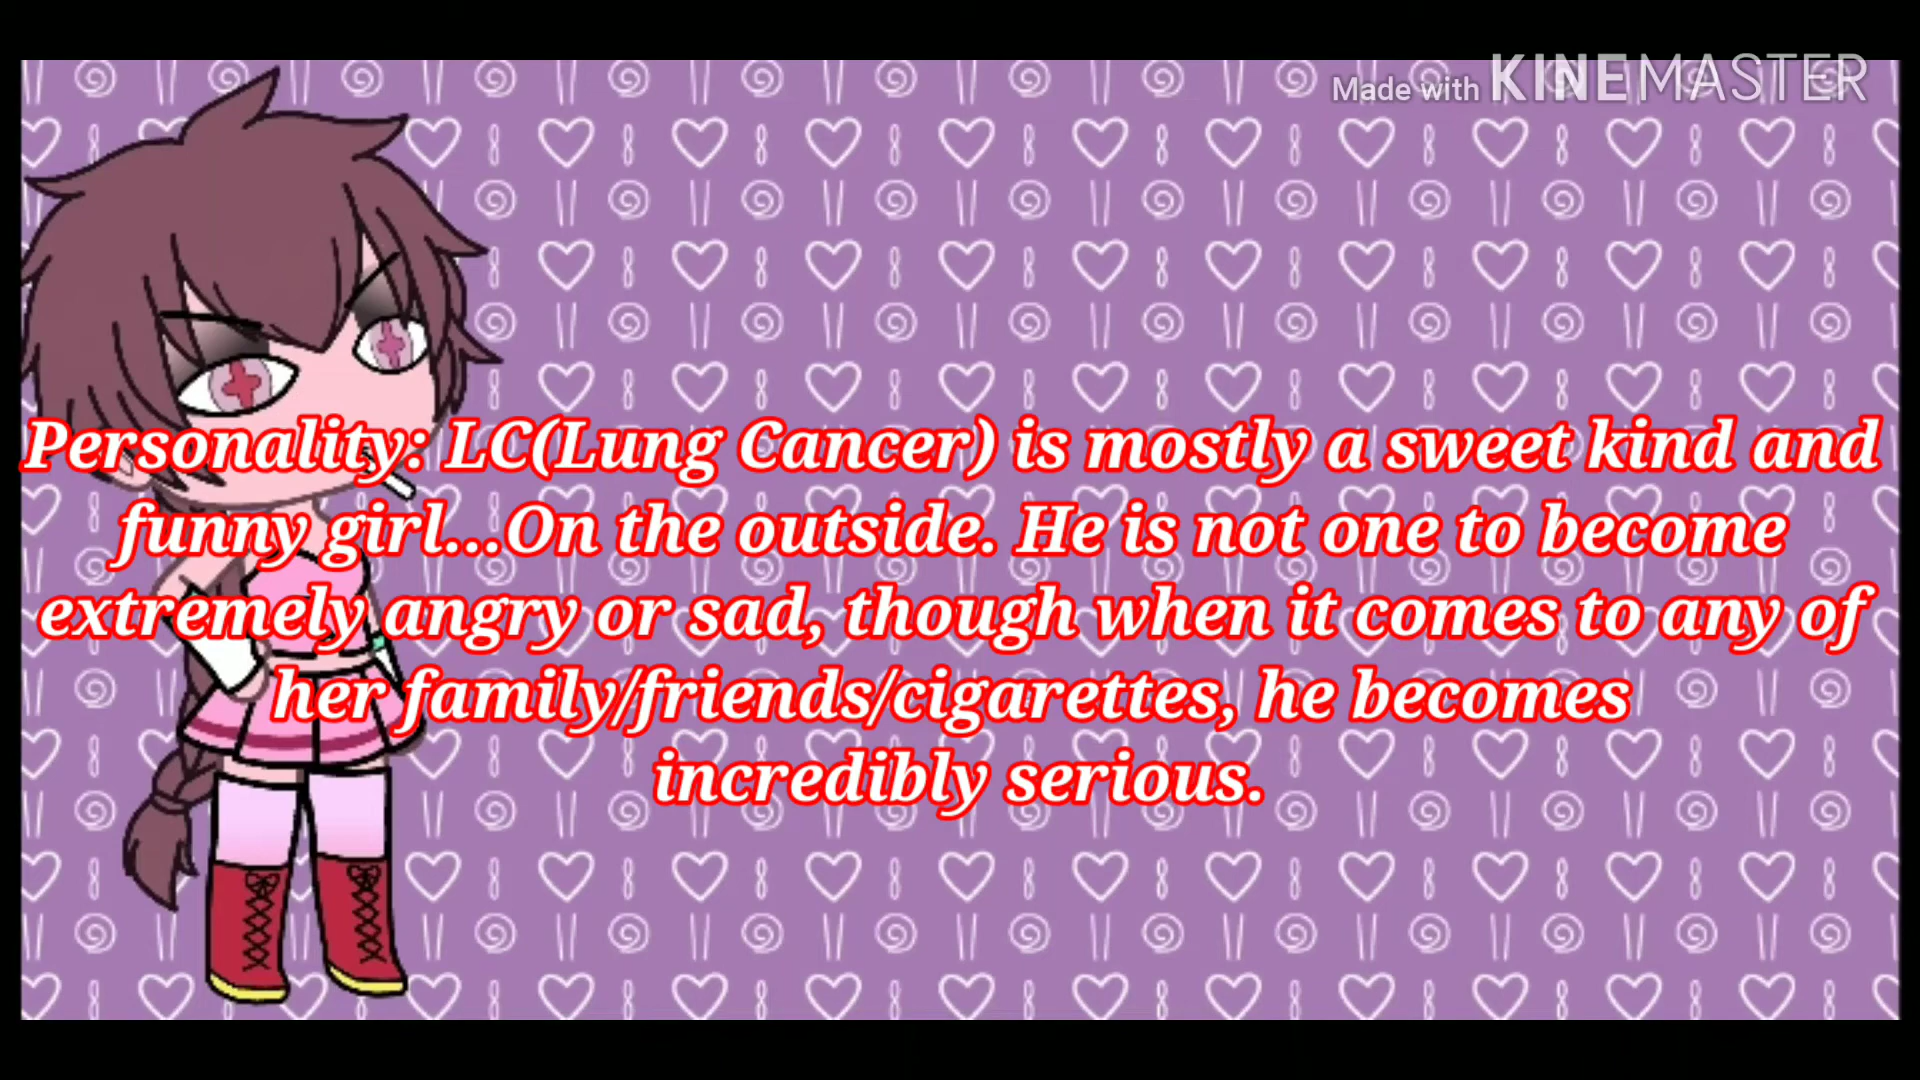 Made with KINEMASTER
Personality: LC(Lung Cancer) is mostly a sweet kind and
funny girl...On the outside. He is not one to become
extremely angry or sad, though when it comes to any of
her family/friends/cigarettes, he becomes
incredibly serious.